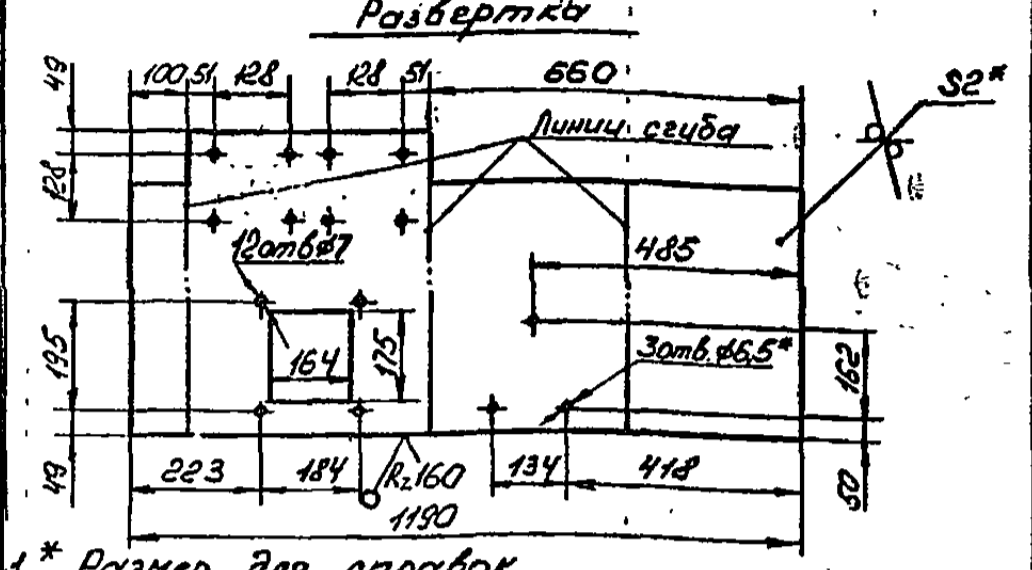 Развертка
49 100 51 128 128 51 660 S2*
Линии сгиба
128
12отв ф7
485
195 164 175 3отв. ф6,5* 162
49 223 184 Rz160 134 418 50
1190
1.* Размер для справок